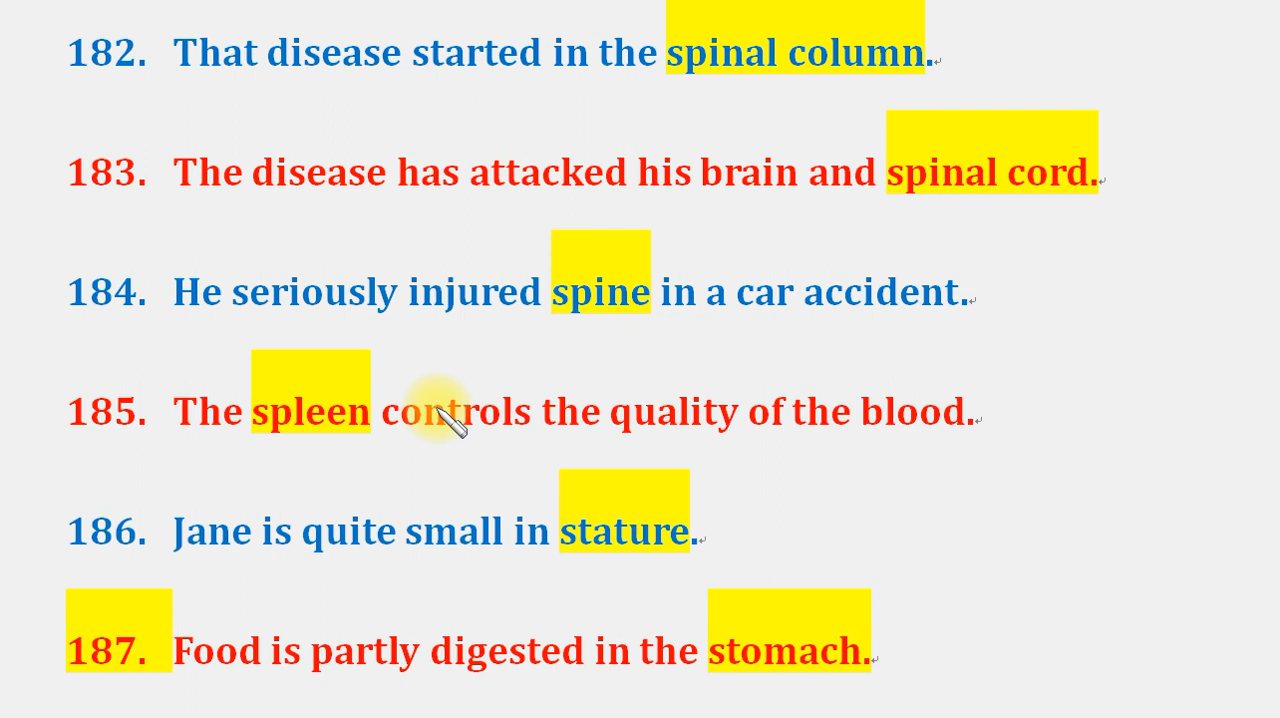 182. That disease started in the spinal column.
183. The disease has attacked his brain and spinal cord.
184. He seriously injured spine in a car accident.
185. The spleen controls the quality of the blood.
186. Jane is quite small in stature.
187. Food is partly digested in the stomach.